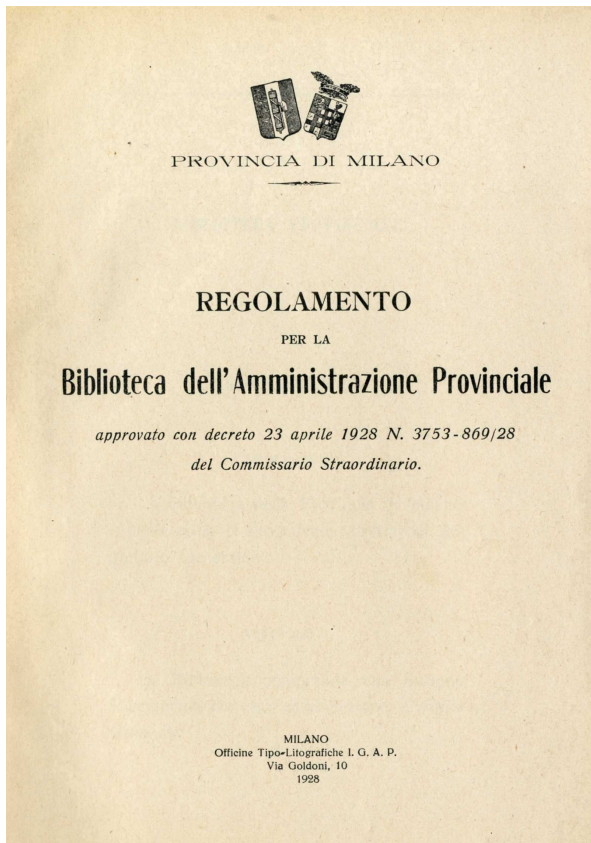 PROVINCIA DI MILANO
REGOLAMENTO
PER LA
Biblioteca dell'Amministrazione Provinciale
approvato con decreto 23 aprile 1928 N. 3753-869/28
del Commissario Straordinario.
MILANO
Officine Tipo-Litografiche I. G. A. P.
Via Goldoni, 10
1928